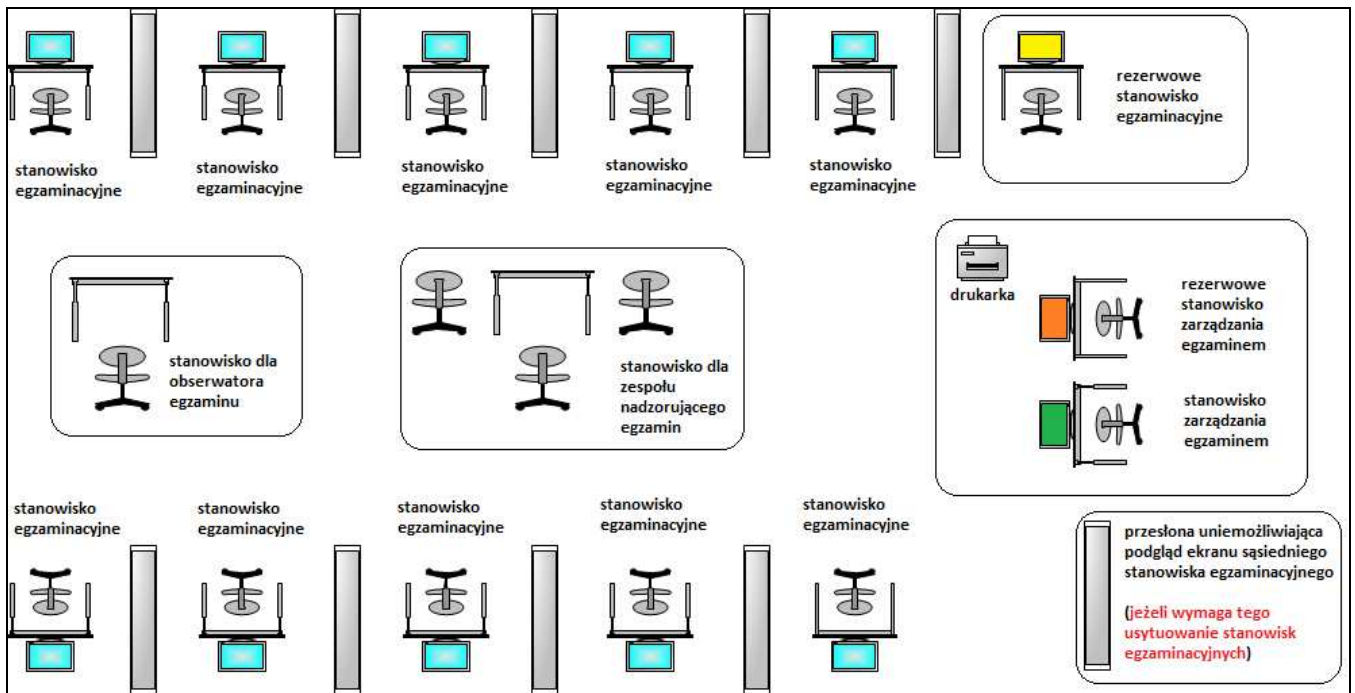 stanowisko
egzaminacyjne
stanowisko
egzaminacyjne
stanowisko
egzaminacyjne
stanowisko
egzaminacyjne
stanowisko
egzaminacyjne
rezerwowe
stanowisko
egzaminacyjne
stanowisko dla
obserwatora
egzaminu
stanowisko dla
zespołu
nadzorującego
egzamin
drukarka
rezerwowe
stanowisko
zarządzania
egzaminem
stanowisko
zarządzania
egzaminem
stanowisko
egzaminacyjne
stanowisko
egzaminacyjne
stanowisko
egzaminacyjne
stanowisko
egzaminacyjne
stanowisko
egzaminacyjne
przesłona uniemożliwiająca
podgląd ekranu sąsiedniego
stanowiska egzaminacyjnego
(jeżeli wymaga tego
usytuowanie stanowisk
egzaminacyjnych)